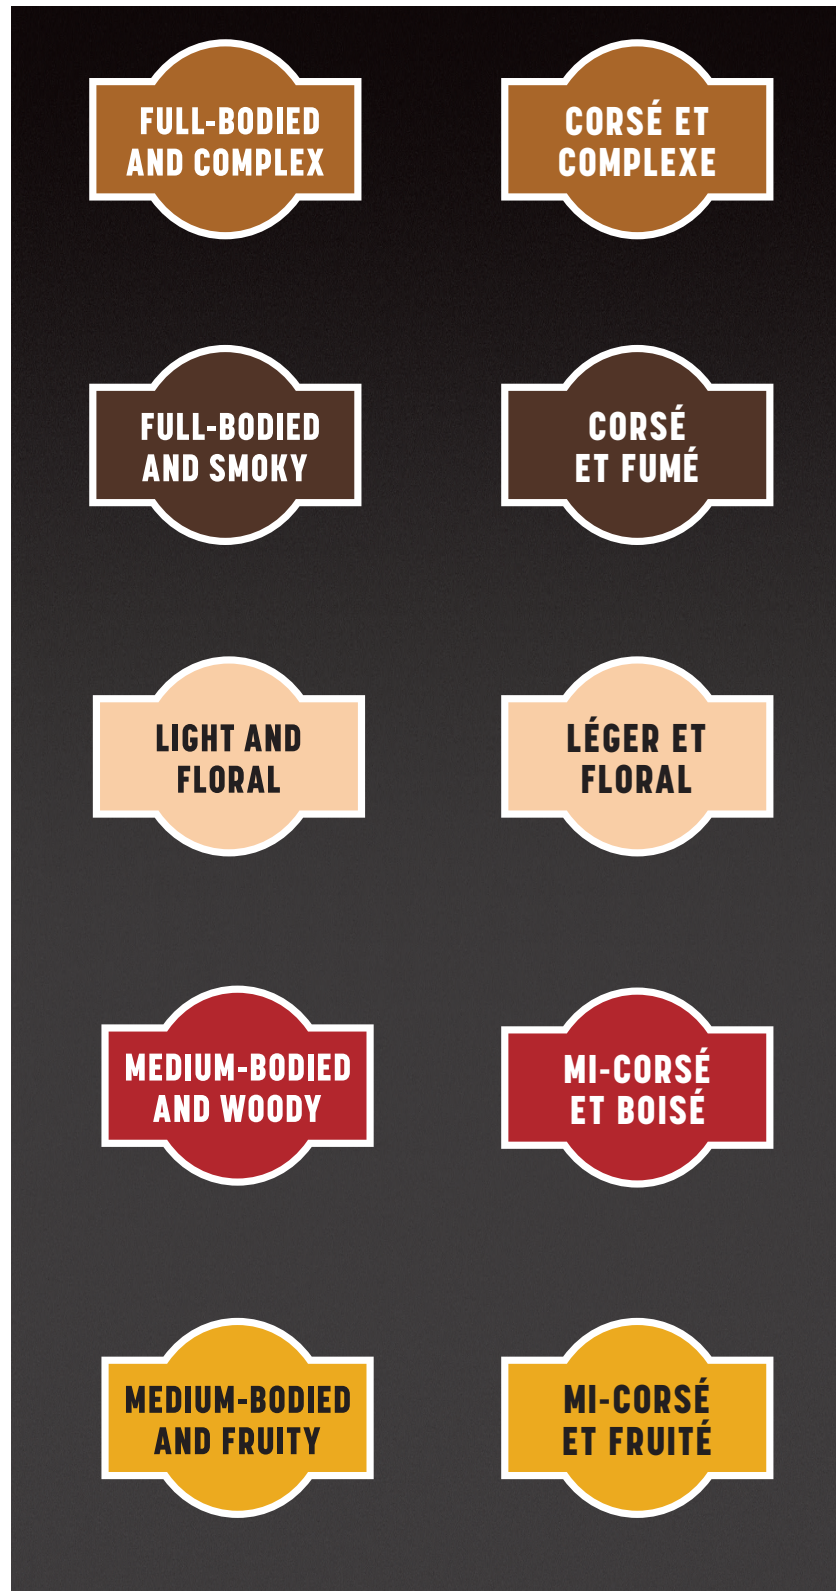 FULL-BODIED
AND COMPLEX
CORSÉ ET
COMPLEXE
FULL-BODIED
AND SMOKY
CORSÉ
ET FUMÉ
LIGHT AND
FLORAL
LÉGER ET
FLORAL
MEDIUM-BODIED
AND WOODY
MI-CORSÉ
ET BOISÉ
MEDIUM-BODIED
AND FRUITY
MI-CORSÉ
ET FRUITÉ